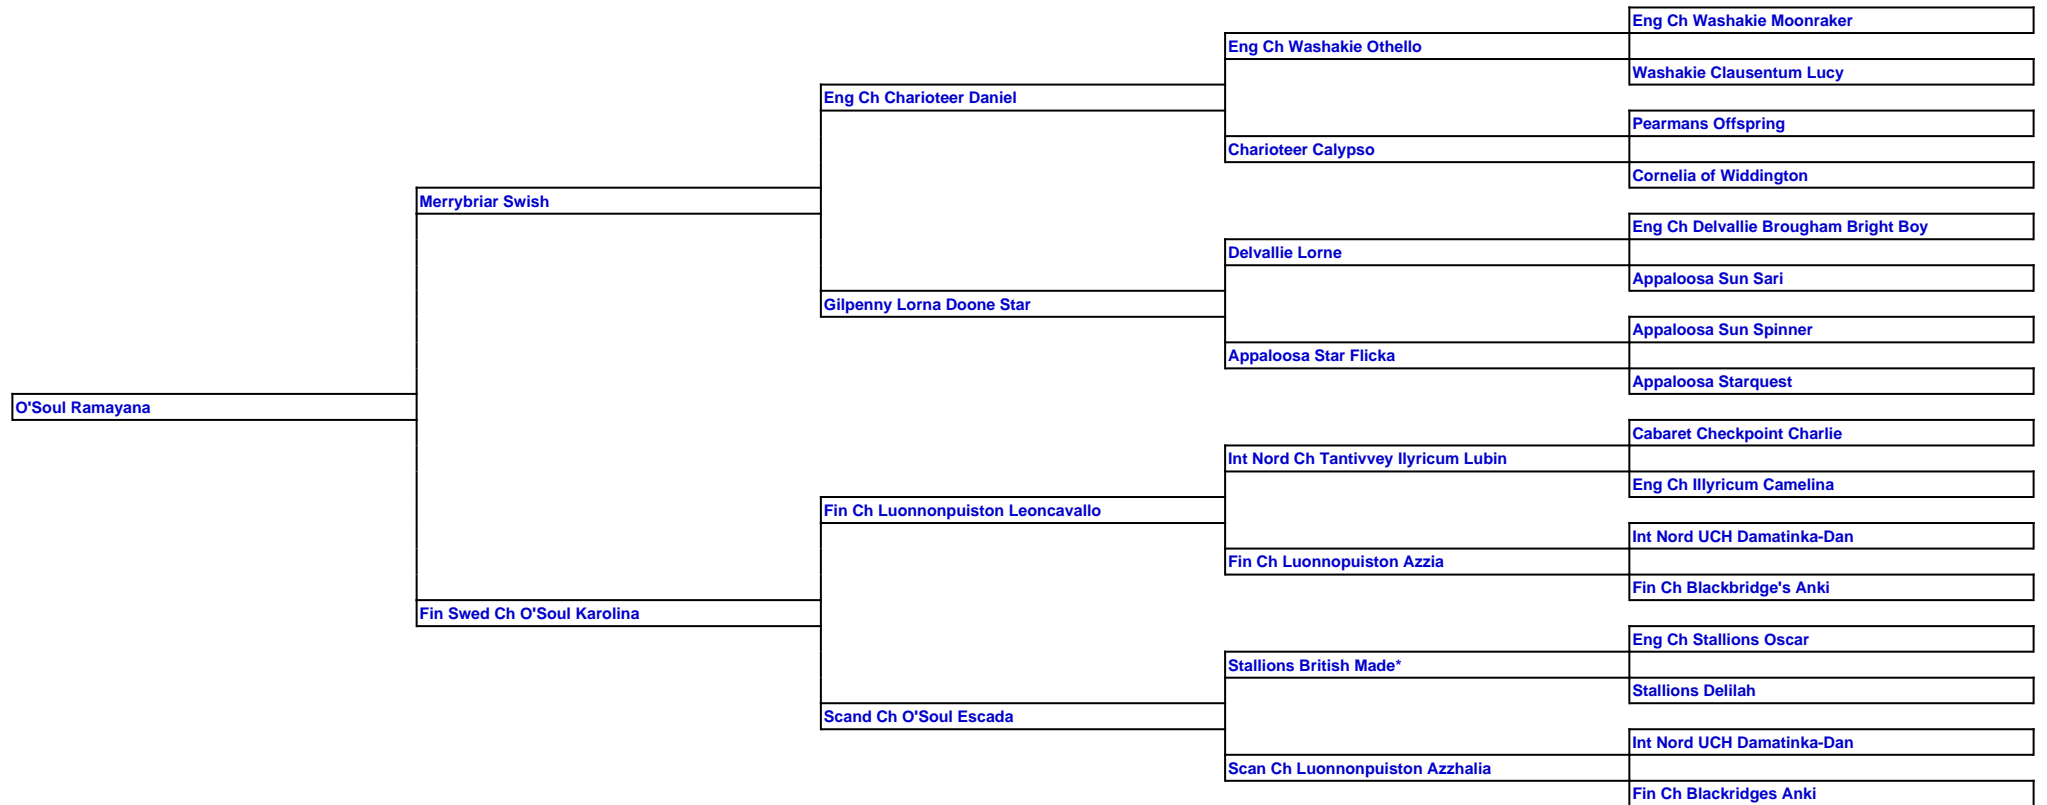 Eng Ch Washakie Moonraker
Eng Ch Washakie Othello
Washakie Clausentum Lucy
Eng Ch Charioteer Daniel
Pearmans Offspring
Charioteer Calypso
Cornelia of Widdington
Merrybriar Swish
Eng Ch Delvallie Brougham Bright Boy
Delvallie Lorne
Appaloosa Sun Sari
Gilpenny Lorna Doone Star
Appaloosa Sun Spinner
Appaloosa Star Flicka
Appaloosa Starquest
O'Soul Ramayana
Cabaret Checkpoint Charlie
Int Nord Ch Tantivvey Ilyricum Lubin
Eng Ch Illyricum Camelina
Fin Ch Luonnonpuiston Leoncavallo
Int Nord UCH Damatinka-Dan
Fin Ch Luonnopuiston Azzia
Fin Ch Blackbridge's Anki
Fin Swed Ch O'Soul Karolina
Eng Ch Stallions Oscar
Stallions British Made*
Stallions Delilah
Scand Ch O'Soul Escada
Int Nord UCH Damatinka-Dan
Scan Ch Luonnonpuiston Azzhalia
Fin Ch Blackridges Anki